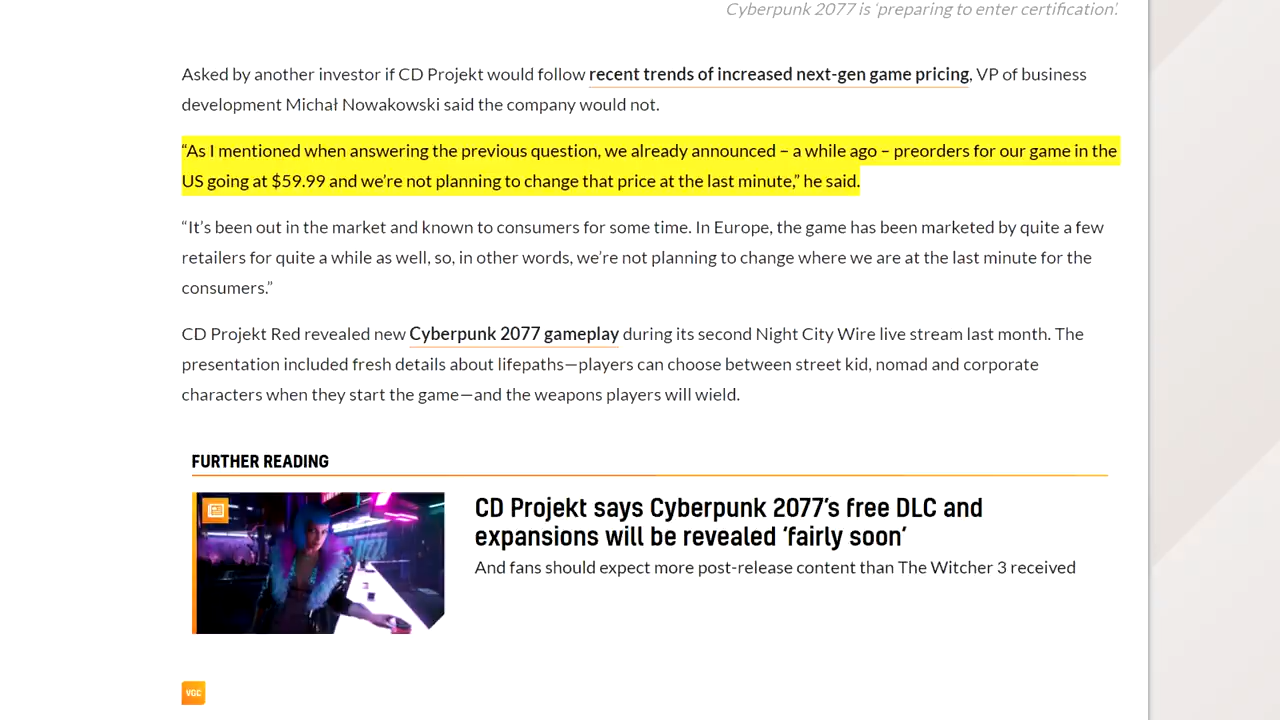 Cyberpunk 2077 is ‘preparing to enter certification’.
Asked by another investor if CD Projekt would follow recent trends of increased next-gen game pricing, VP of business
development Michał Nowakowski said the company would not.
“As I mentioned when answering the previous question, we already announced – a while ago – preorders for our game in the
US going at $59.99 and we’re not planning to change that price at the last minute,” he said.
“It’s been out in the market and known to consumers for some time. In Europe, the game has been marketed by quite a few
retailers for quite a while as well, so, in other words, we’re not planning to change where we are at the last minute for the
consumers.”
CD Projekt Red revealed new Cyberpunk 2077 gameplay during its second Night City Wire live stream last month. The
presentation included fresh details about lifepaths—players can choose between street kid, nomad and corporate
characters when they start the game—and the weapons players will wield.
FURTHER READING
CD Projekt says Cyberpunk 2077’s free DLC and
expansions will be revealed ‘fairly soon’
And fans should expect more post-release content than The Witcher 3 received
VGC